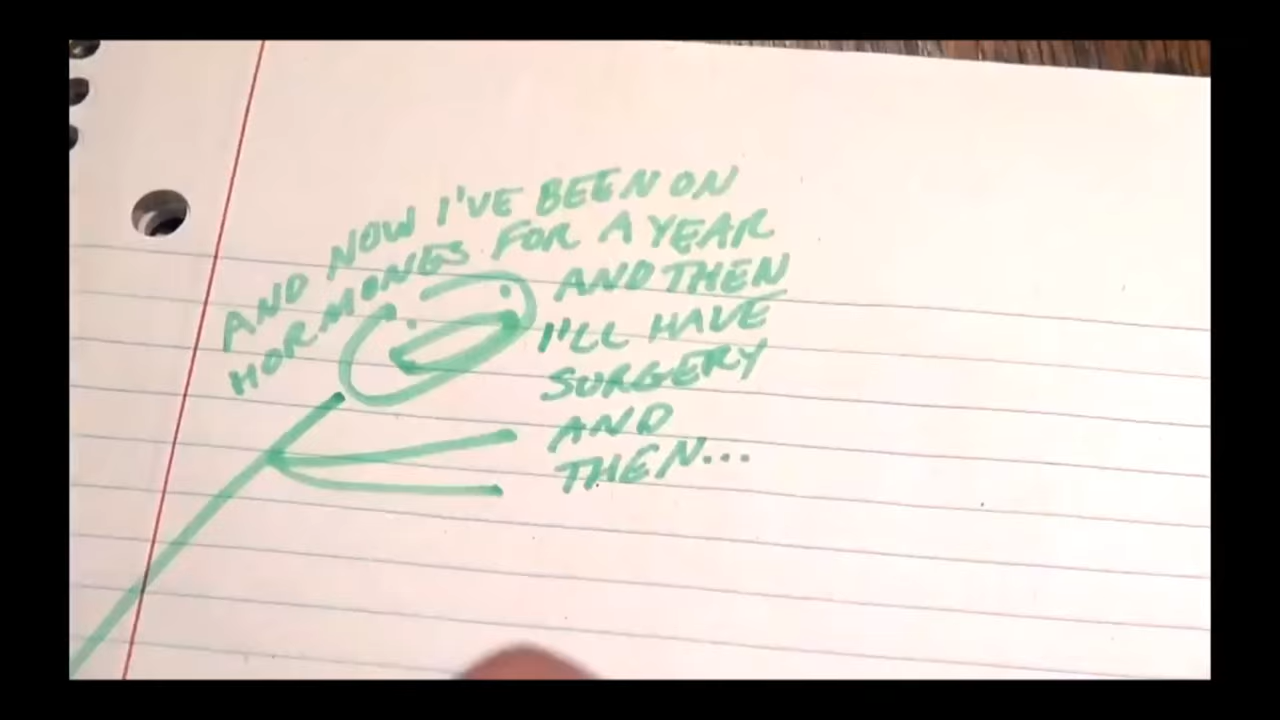 AND NOW I'VE BEEN ON
HORMONES FOR A YEAR
AND THEN
I'LL HAVE
SURGERY
AND
THEN...